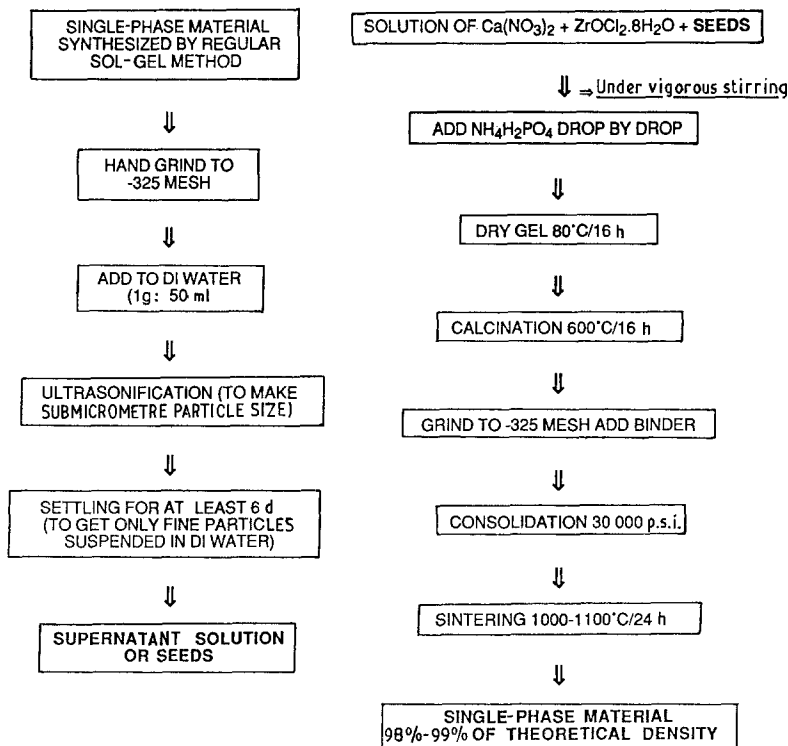 SINGLE-PHASE MATERIAL
SYNTHESIZED BY REGULAR
SOL-GEL METHOD
⇓
HAND GRIND TO
-325 MESH
⇓
ADD TO DI WATER
(1g: 50 ml
⇓
ULTRASONIFICATION (TO MAKE
SUBMICROMETRE PARTICLE SIZE)
⇓
SETTLING FOR AT LEAST 6 d
(TO GET ONLY FINE PARTICLES
SUSPENDED IN DI WATER)
⇓
SUPERNATANT SOLUTION
OR SEEDS
SOLUTION OF Ca(NO3)2 + ZrOCl2.8H2O + SEEDS
⇓ ⇒ Under vigorous stirring
ADD NH4H2PO4 DROP BY DROP
⇓
DRY GEL 80°C/16 h
⇓
CALCINATION 600°C/16 h
⇓
GRIND TO -325 MESH ADD BINDER
⇓
CONSOLIDATION 30 000 p.s.i.
⇓
SINTERING 1000-1100°C/24 h
⇓
SINGLE-PHASE MATERIAL
98%-99% OF THEORETICAL DENSITY